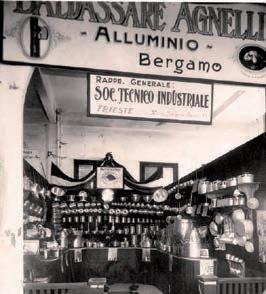 BALDASSARE AGNELLI
- ALLUMINIO -
Bergamo
RAPPR. GENERALE:
SOC. TECNICO INDUSTRIALE
TRIESTE